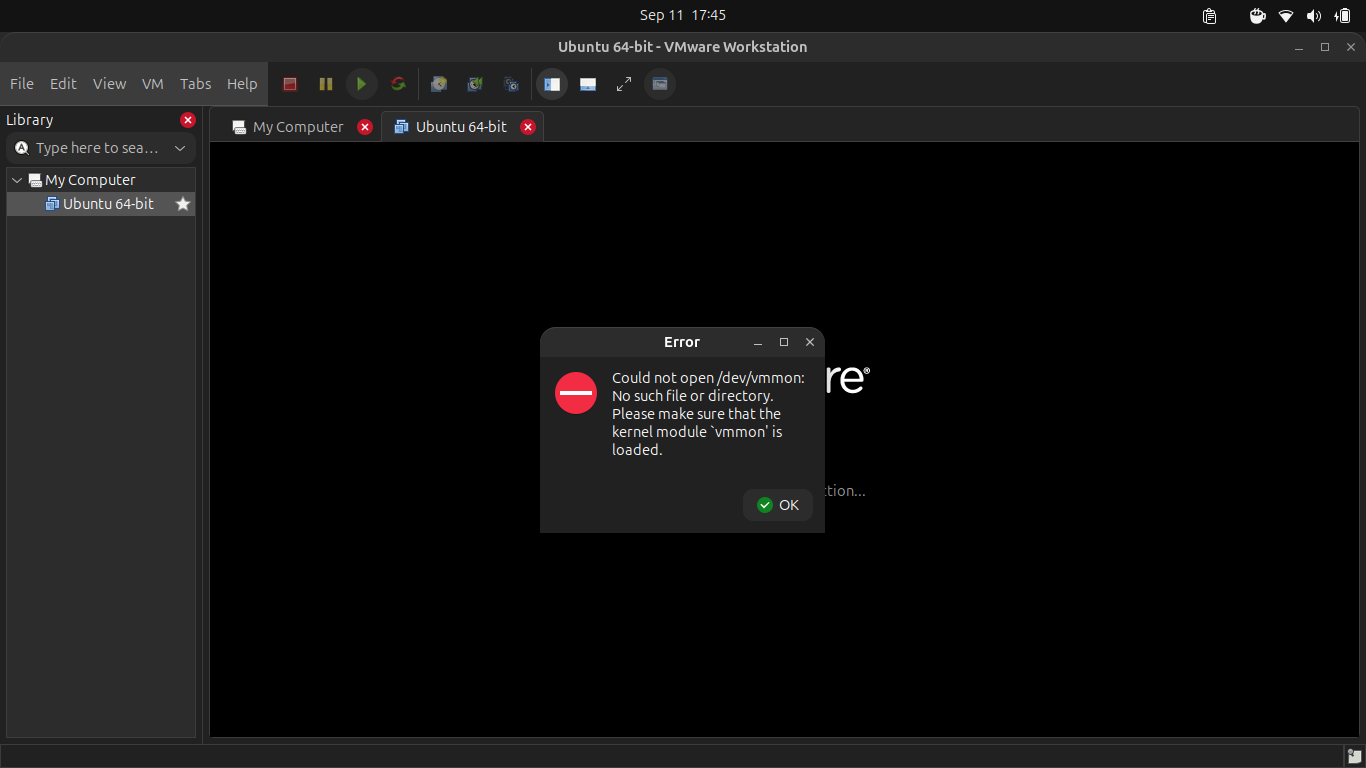 Sep 11 17:45
Ubuntu 64-bit - VMware Workstation
File Edit View VM Tabs Help
Library
My Computer
Ubuntu 64-bit
Type here to sea...
My Computer
Ubuntu 64-bit
Error
Could not open /dev/vmmon:
No such file or directory.
Please make sure that the
kernel module `vmmon' is
loaded.
OK